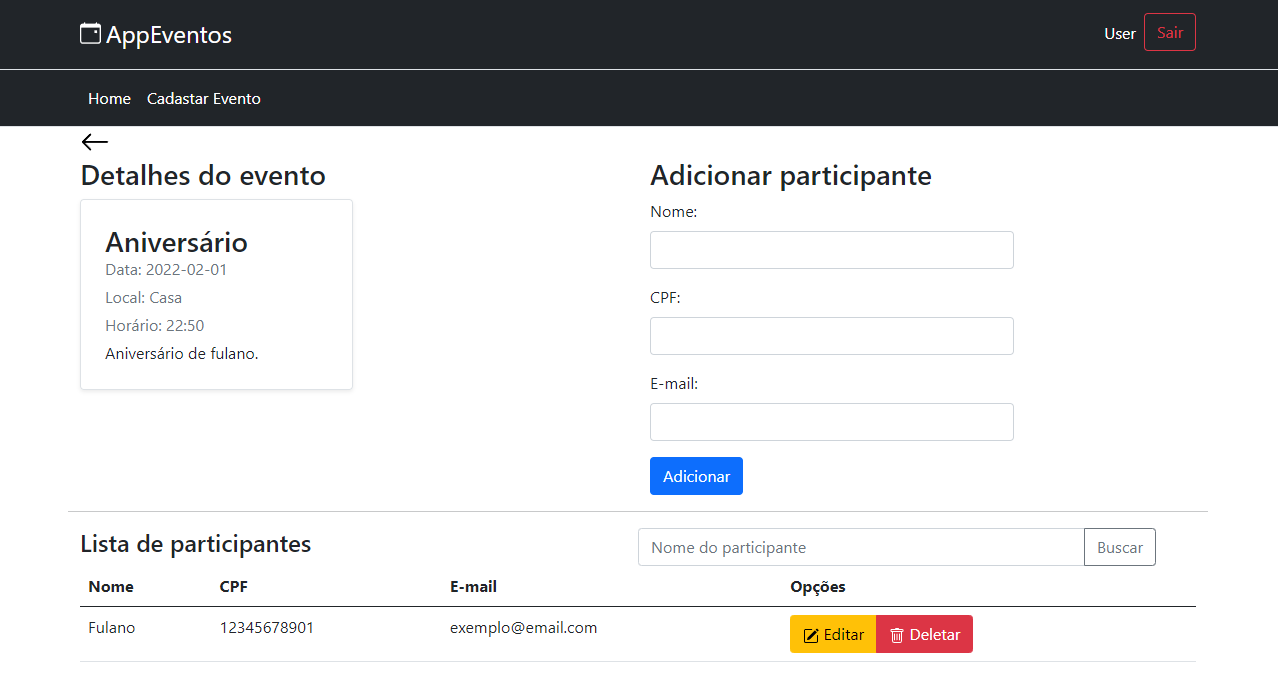 AppEventos
User Sair
Home Cadastar Evento
Detalhes do evento
Aniversário
Data: 2022-02-01
Local: Casa
Horário: 22:50
Aniversário de fulano.
Adicionar participante
Nome:
CPF:
E-mail:
Adicionar
Lista de participantes
Nome do participante Buscar
Nome CPF E-mail Opções
Fulano 12345678901 exemplo@email.com Editar Deletar